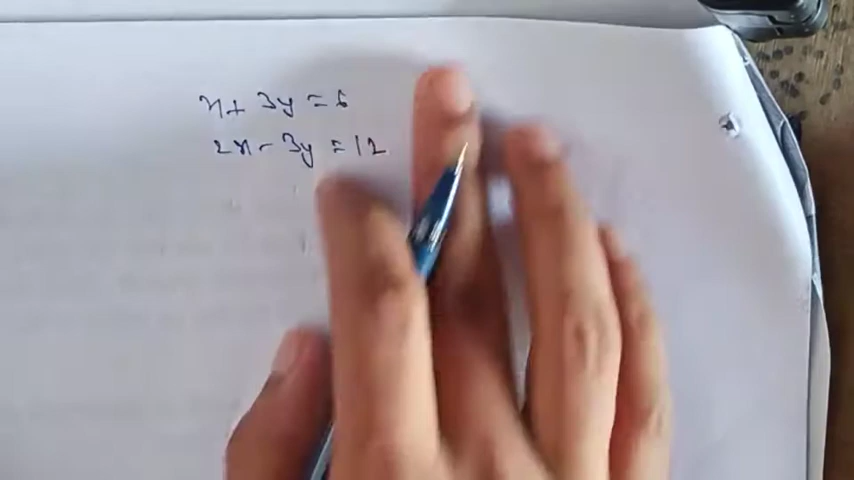 x+ 3y = 6
2x - 3y = 12